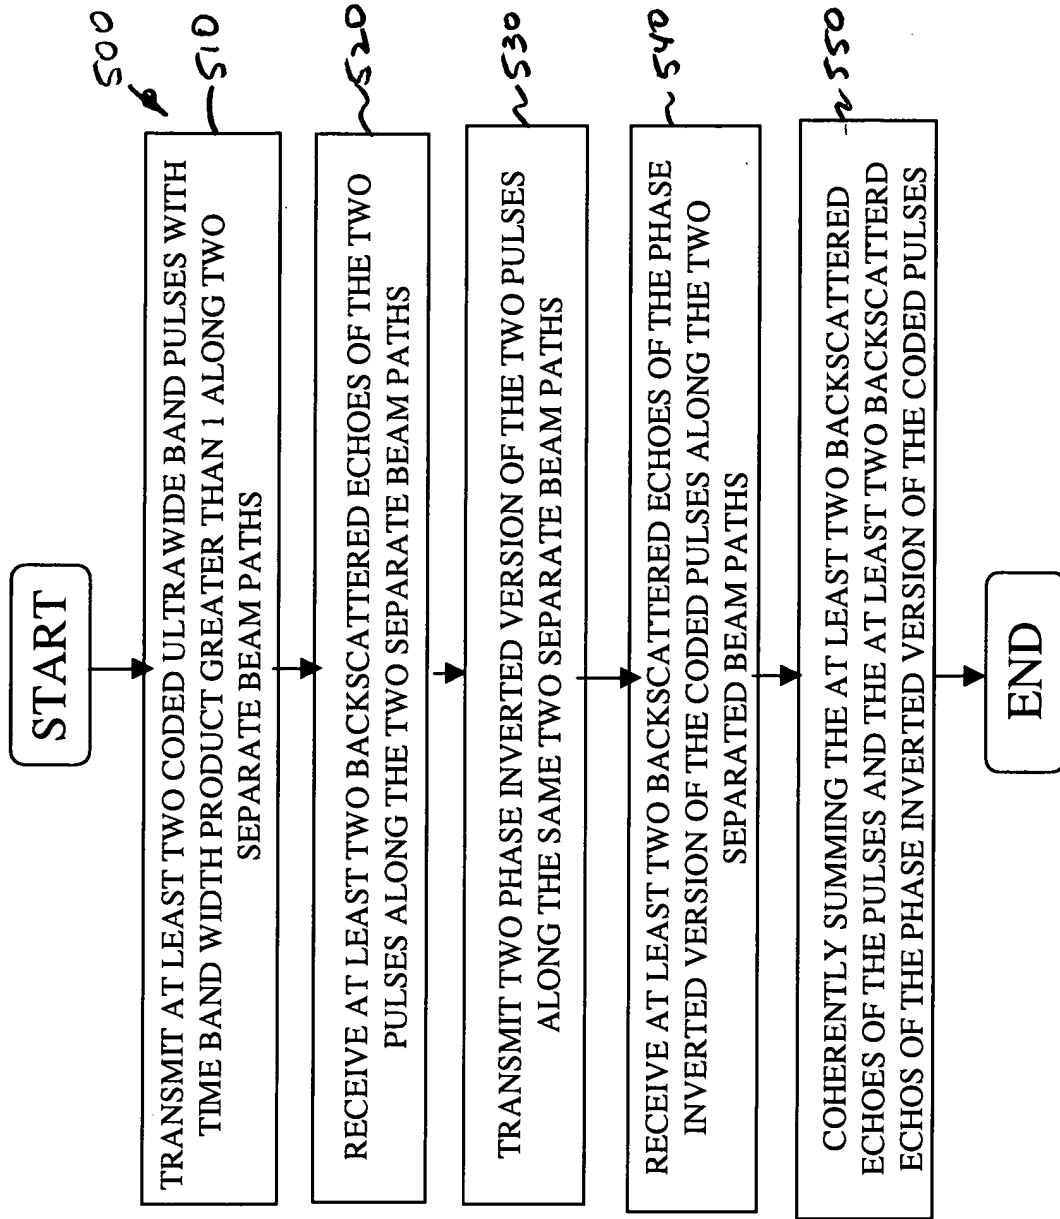 START
500
TRANSMIT AT LEAST TWO CODED ULTRAWIDE BAND PULSES WITH
TIME BAND WIDTH PRODUCT GREATER THAN 1 ALONG TWO
SEPARATE BEAM PATHS
510
RECEIVE AT LEAST TWO BACKSCATTERED ECHOES OF THE TWO
PULSES ALONG THE TWO SEPARATE BEAM PATHS
520
TRANSMIT TWO PHASE INVERTED VERSION OF THE TWO PULSES
ALONG THE SAME TWO SEPARATE BEAM PATHS
530
RECEIVE AT LEAST TWO BACKSCATTERED ECHOES OF THE PHASE
INVERTED VERSION OF THE CODED PULSES ALONG THE TWO
SEPARATED BEAM PATHS
540
COHERENTLY SUMMING THE AT LEAST TWO BACKSCATTERED
ECHOES OF THE PULSES AND THE AT LEAST TWO BACKSCATTERD
ECHOS OF THE PHASE INVERTED VERSION OF THE CODED PULSES
550
END